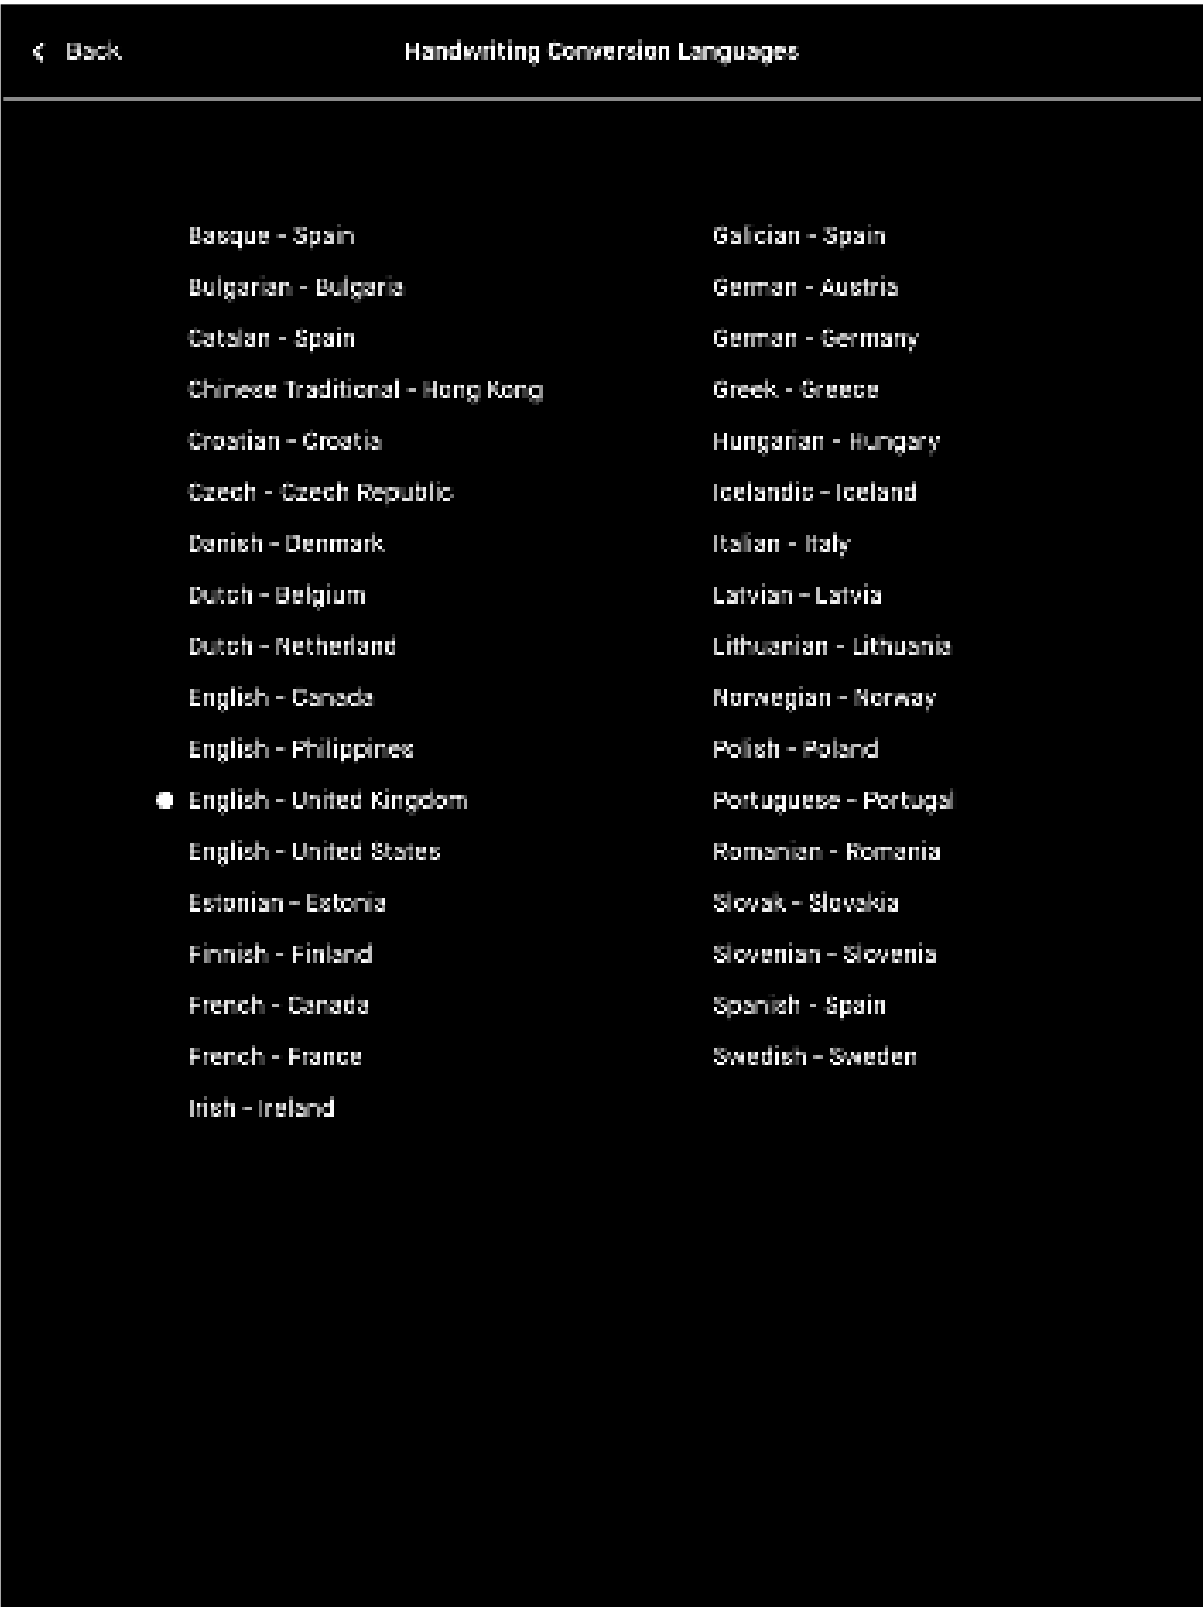 Back
Handwriting Conversion Languages
Basque - Spain
Bulgarian - Bulgaria
Catalan - Spain
Chinese Traditional - Hong Kong
Croatian - Croatia
Czech - Czech Republic
Danish - Denmark
Dutch - Belgium
Dutch - Netherland
English - Canada
English - Philippines
English - United Kingdom
English - United States
Estonian - Estonia
Finnish - Finland
French - Canada
French - France
Irish - Ireland
Galician - Spain
German - Austria
German - Germany
Greek - Greece
Hungarian - Hungary
Icelandic - Iceland
Italian - Italy
Latvian - Latvia
Lithuanian - Lithuania
Norwegian - Norway
Polish - Poland
Portuguese - Portugal
Romanian - Romania
Slovak - Slovakia
Slovenian - Slovenia
Spanish - Spain
Swedish - Sweden